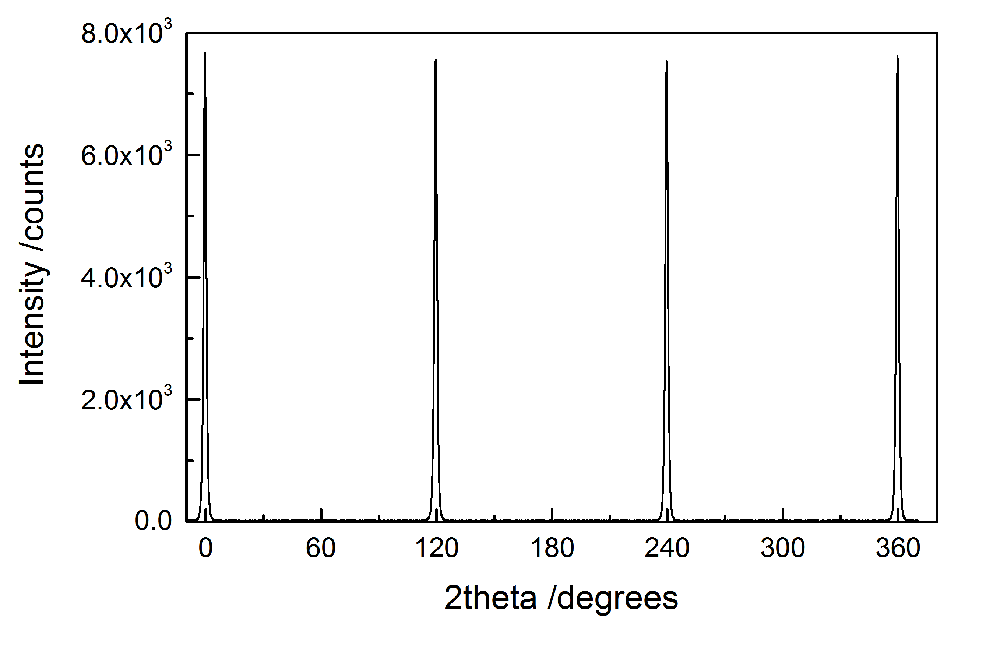 8.0x10³
6.0x10³
4.0x10³
2.0x10³
0.0
Intensity /counts
0 60 120 180 240 300 360
2theta /degrees